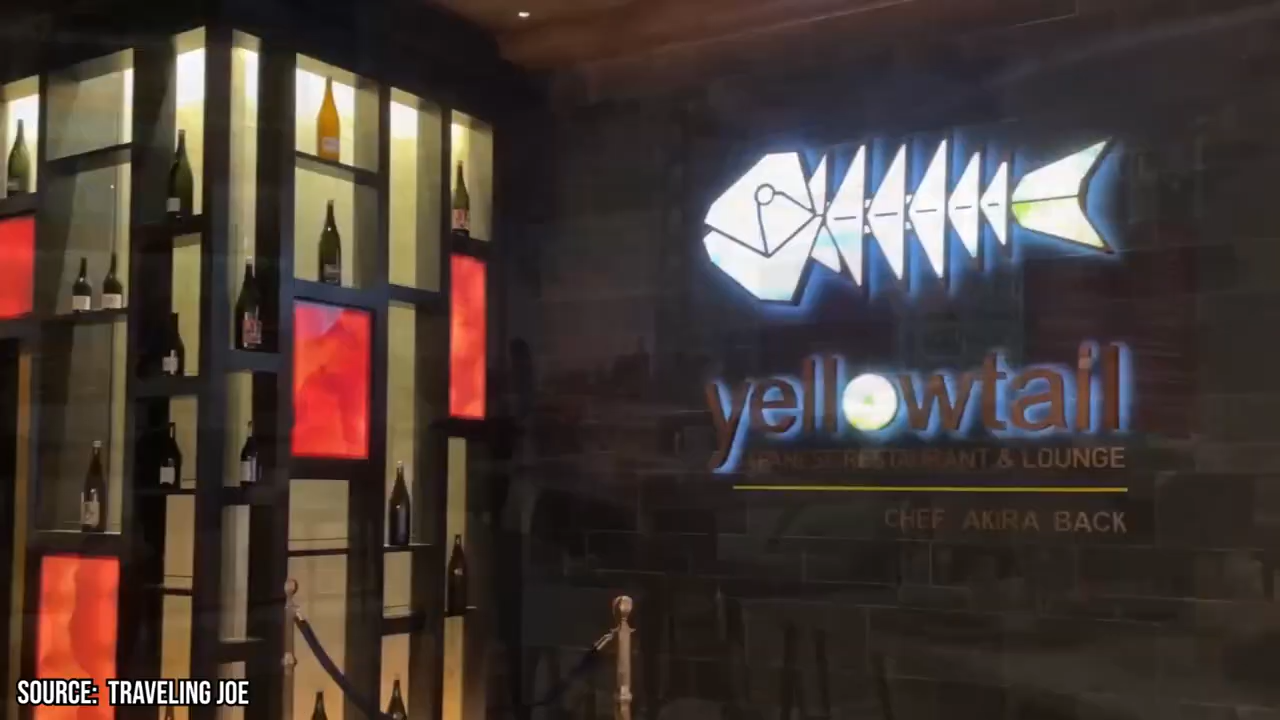 yellowtail
RESTAURANT & LOUNGE
CHEF AKIRA BACK
SOURCE: TRAVELING JOE